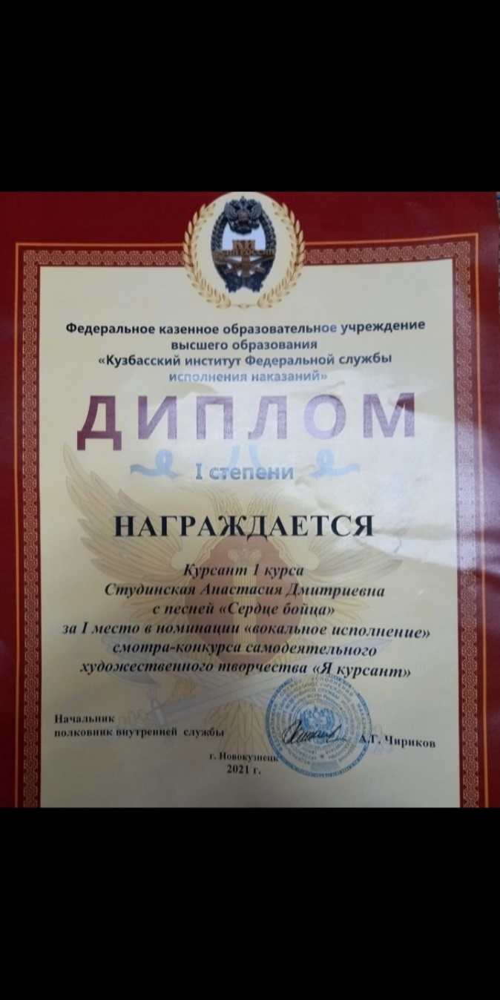 Федеральное казенное образовательное учреждение
высшего образования
«Кузбасский институт Федеральной службы
исполнения наказаний»
ДИПЛОМ
I степени
НАГРАЖДАЕТСЯ
Курсант 1 курса
Студинская Анастасия Дмитриевна
с песней «Сердце бойца»
за I место в номинации «вокальное исполнение»
смотра-конкурса самодеятельного
художественного творчества «Я курсант»
Начальник
полковник внутренней службы
А.Г. Чириков
г. Новокузнецк
2021 г.